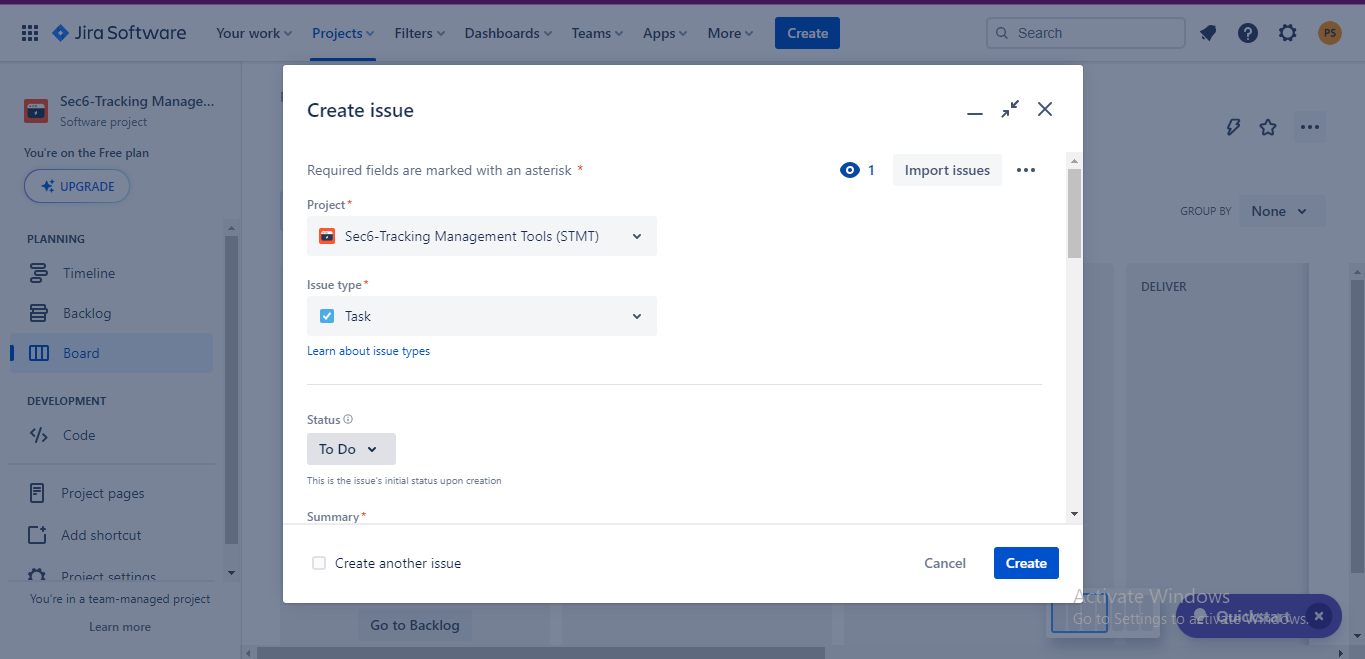 Jira Software
Your work
Projects
Filters
Dashboards
Teams
Apps
More
Create
Search
PS
Sec6-Tracking Manage...
Software project
You're on the Free plan
UPGRADE
PLANNING
Timeline
Backlog
Board
DEVELOPMENT
Code
Project pages
Add shortcut
Project settings
You're in a team-managed project
Learn more
Create issue
Required fields are marked with an asterisk *
1
Import issues
Project*
Sec6-Tracking Management Tools (STMT)
Issue type*
Task
Learn about issue types
Status
To Do
This is the issue's initial status upon creation
Summary*
Create another issue
Cancel
Create
GROUP BY
None
DELIVER
Go to Backlog
Activate Windows
Go to Settings to activate Windows.
Quickstart